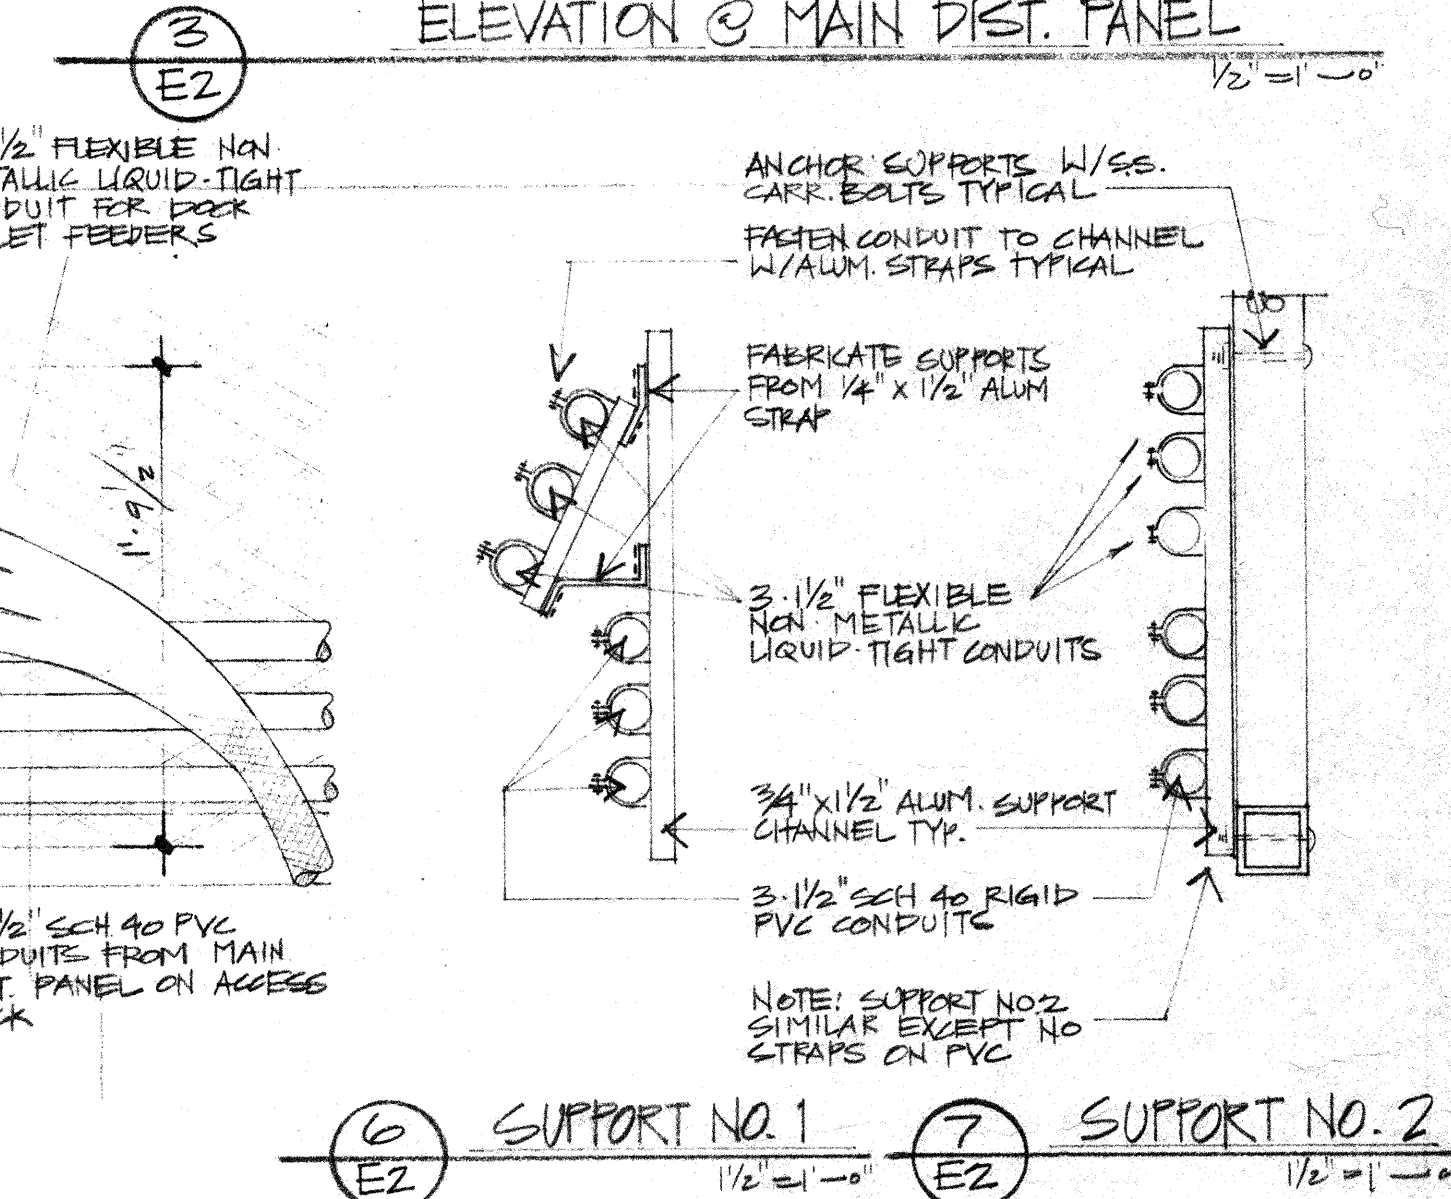 3
E2
ELEVATION @ MAIN DIST. PANEL
1/2"=1'-0"
1/2" FLEXIBLE NON-
TALLIC LIQUID-TIGHT
DUIT FOR DOCK
LET FEEDERS
ANCHOR SUPPORTS W/S.S.
CARR. BOLTS TYPICAL
FASTEN CONDUIT TO CHANNEL
W/ALUM. STRAPS TYPICAL
8
FABRICATE SUPPORTS
FROM 1/4" X 1 1/2" ALUM
STRAP
1'-9 1/2
3-1 1/2" FLEXIBLE
NON-METALLIC
LIQUID-TIGHT CONDUITS
3/4"X1 1/2" ALUM. SUPPORT
CHANNEL TYP.
3-1 1/2" SCH 40 RIGID
PVC CONDUITS
1/2" SCH 40 PVC
DUITS FROM MAIN
T. PANEL ON ACCESS
CK
NOTE: SUPPORT NO.2
SIMILAR EXCEPT NO
STRAPS ON PVC
6
E2
SUPPORT NO. 1
1 1/2"=1'-0"
7
E2
SUPPORT NO. 2
1 1/2"=1'-0